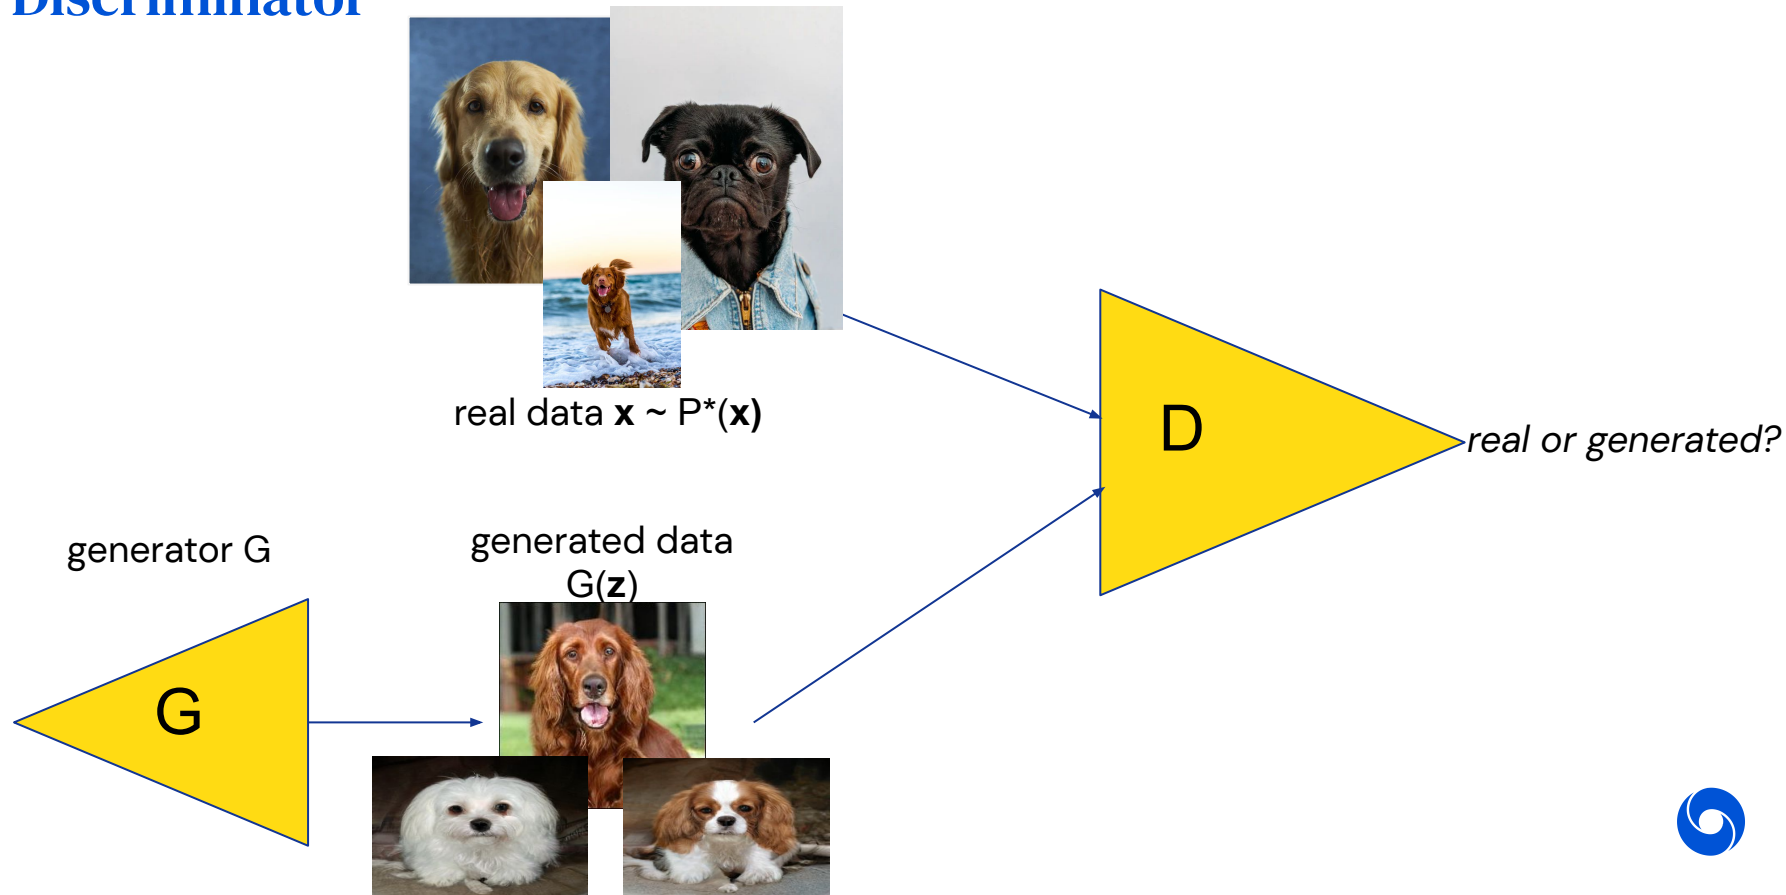 Discriminator
real data x ~ P*(x)
D
real or generated?
generator G
generated data
G(z)
G